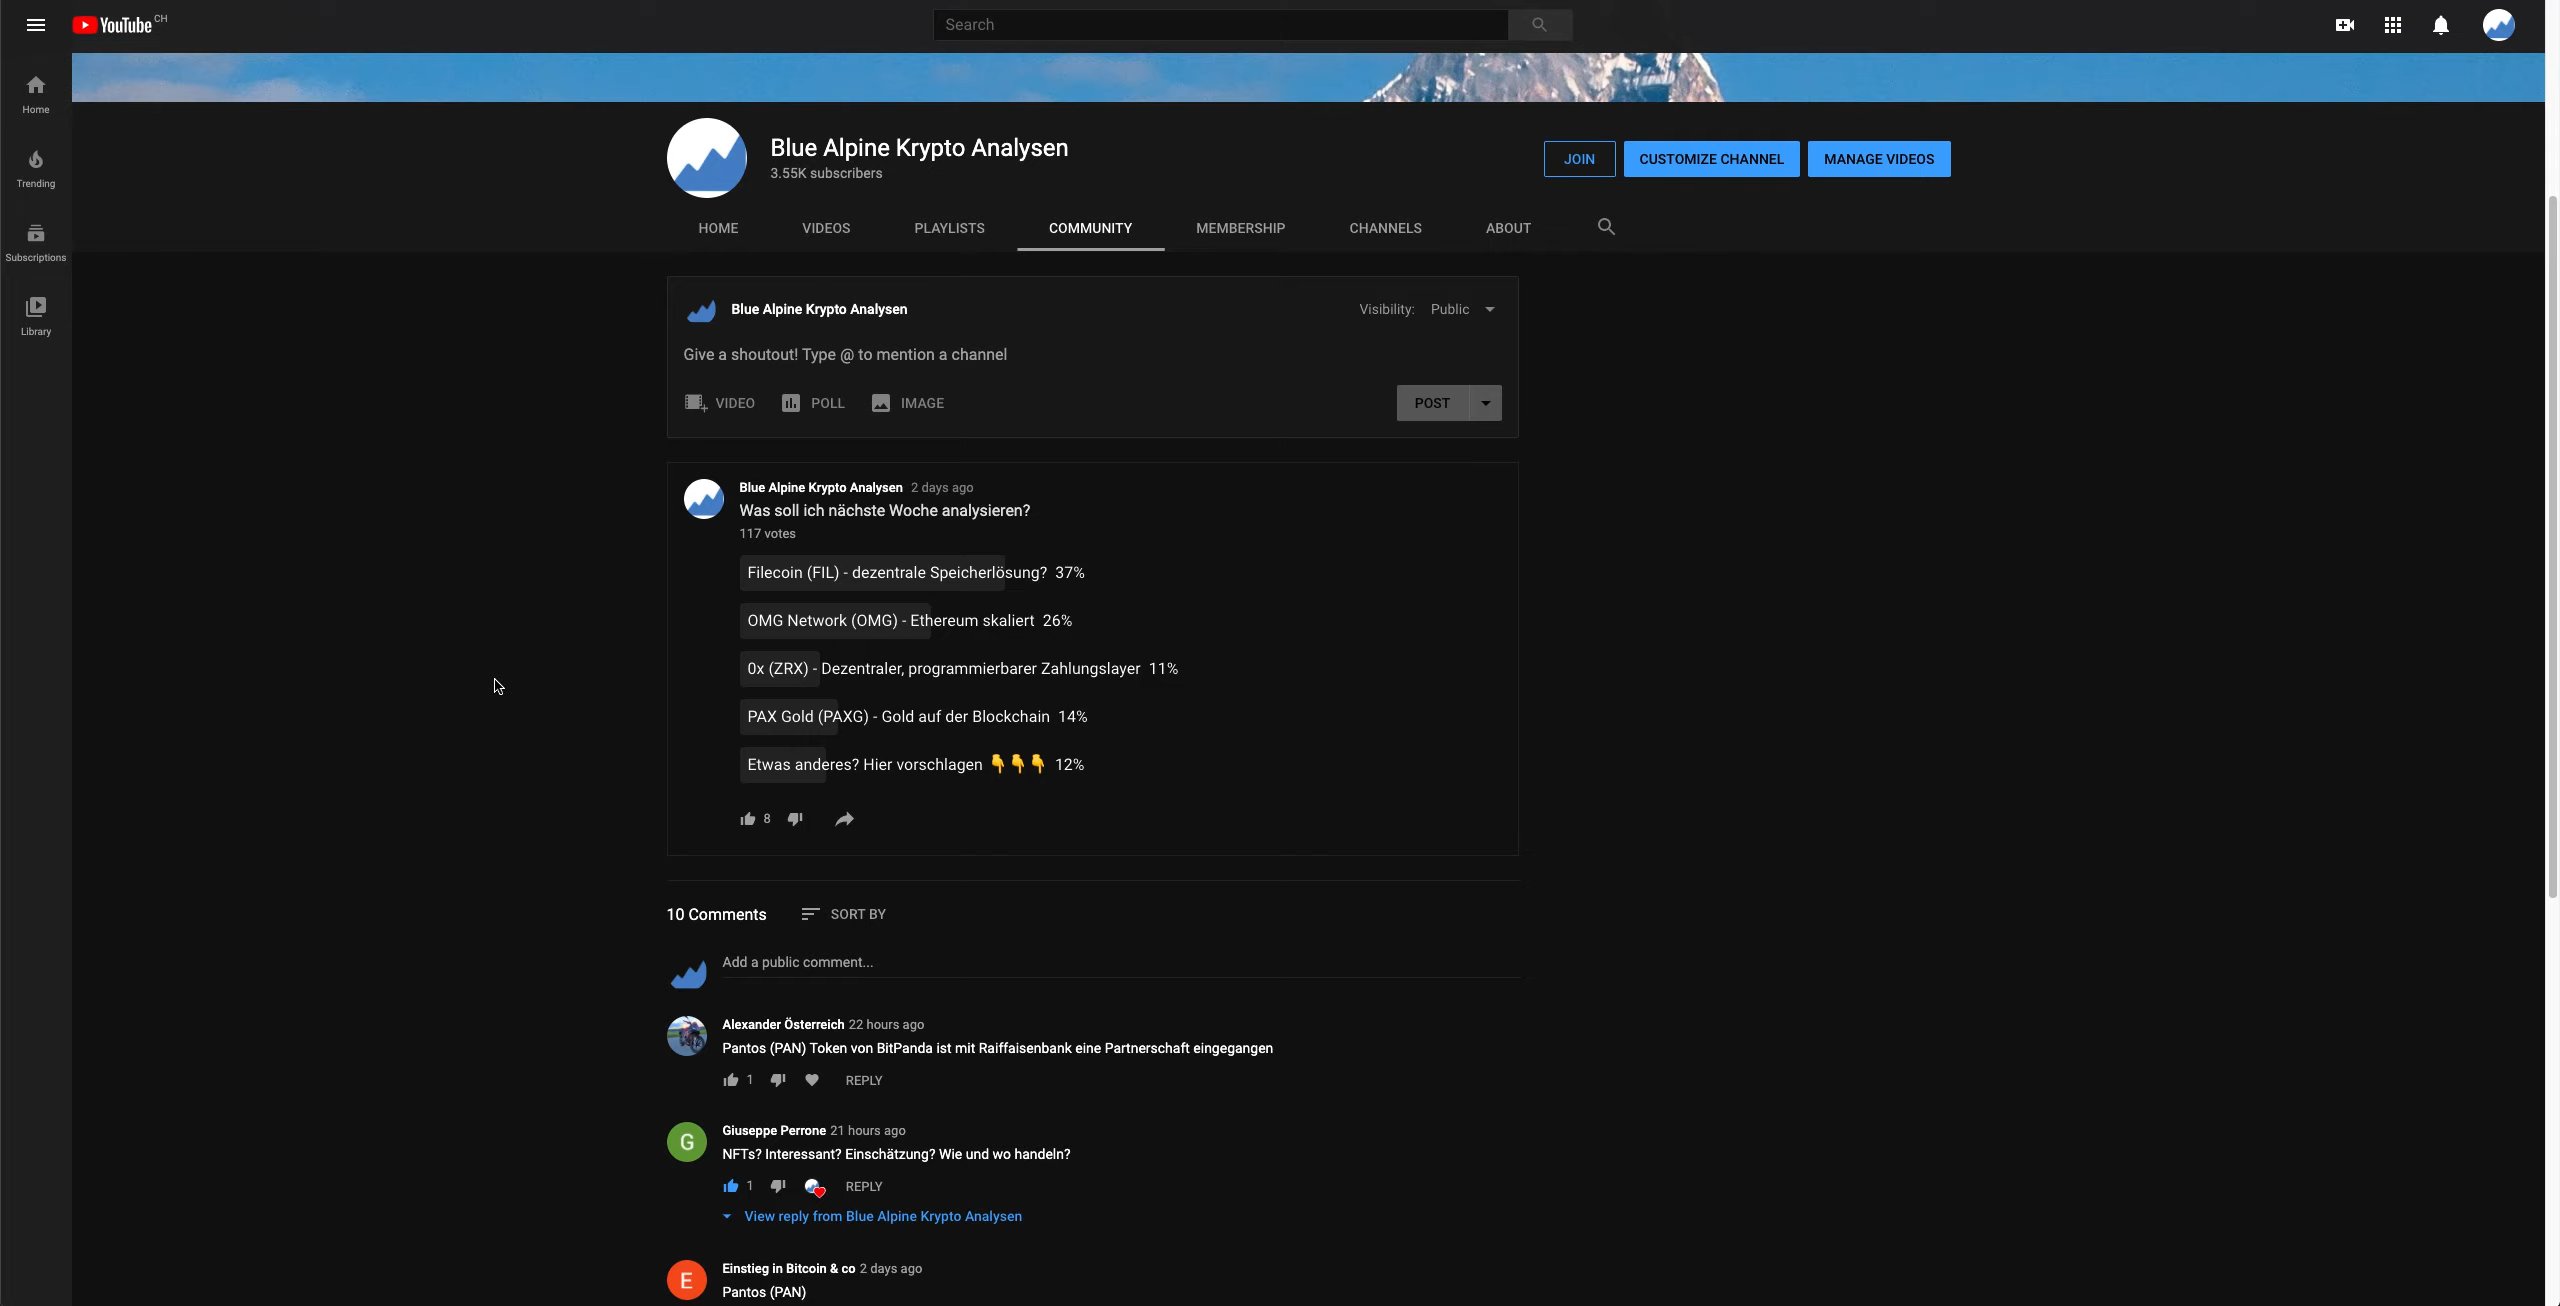 YouTube CH
Search
Home
Trending
Subscriptions
Library
Blue Alpine Krypto Analysen
3.55K subscribers
JOIN
CUSTOMIZE CHANNEL
MANAGE VIDEOS
HOME
VIDEOS
PLAYLISTS
COMMUNITY
MEMBERSHIP
CHANNELS
ABOUT
Blue Alpine Krypto Analysen
Visibility: Public
Give a shoutout! Type @ to mention a channel
VIDEO
POLL
IMAGE
POST
Blue Alpine Krypto Analysen 2 days ago
Was soll ich nächste Woche analysieren?
117 votes
Filecoin (FIL) - dezentrale Speicherlösung? 37%
OMG Network (OMG) - Ethereum skaliert 26%
0x (ZRX) - Dezentraler, programmierbarer Zahlungslayer 11%
PAX Gold (PAXG) - Gold auf der Blockchain 14%
Etwas anderes? Hier vorschlagen 👇👇👇 12%
8
10 Comments
SORT BY
Add a public comment...
Alexander Österreich 22 hours ago
Pantos (PAN) Token von BitPanda ist mit Raiffaisenbank eine Partnerschaft eingegangen
1
REPLY
G
Giuseppe Perrone 21 hours ago
NFTs? Interessant? Einschätzung? Wie und wo handeln?
1
REPLY
View reply from Blue Alpine Krypto Analysen
E
Einstieg in Bitcoin & co 2 days ago
Pantos (PAN)